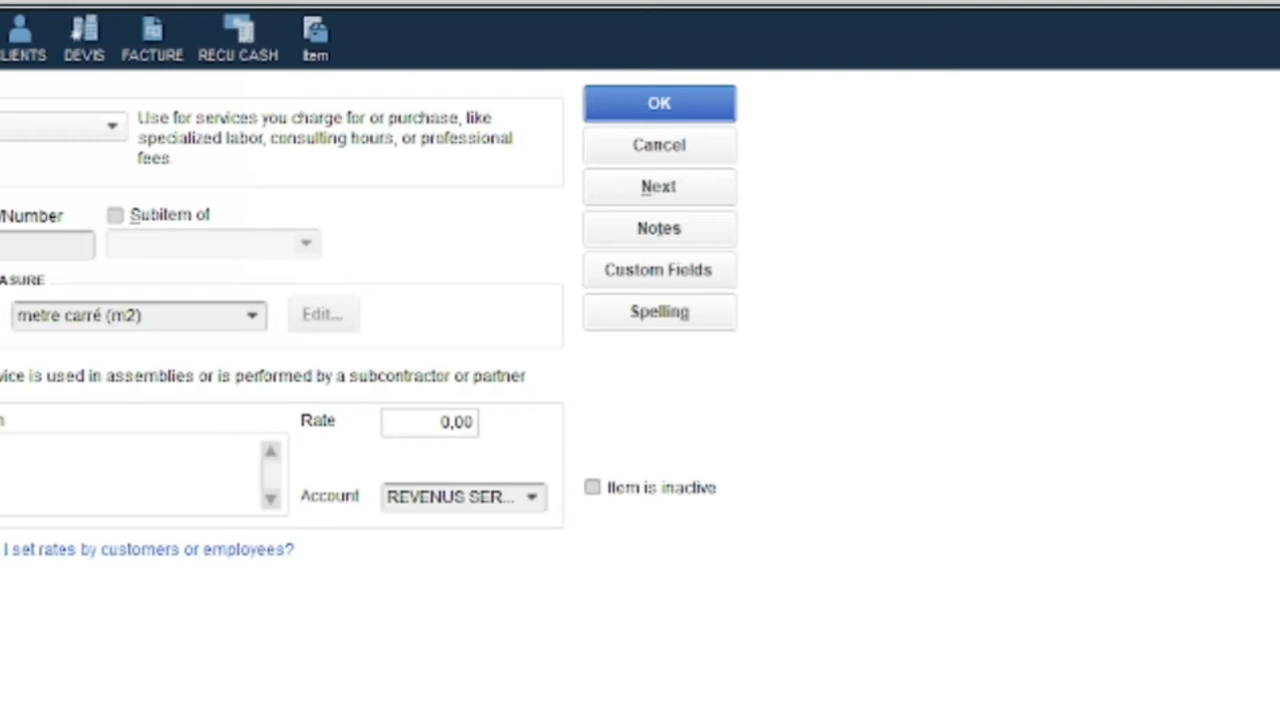 LIENTS DEVIS FACTURE RECU CASH Item
Use for services you charge for or purchase, like
specialized labor, consulting hours, or professional
fees.
/Number
Subitem of
ASURE
metre carré (m2)
Edit...
vice is used in assemblies or is performed by a subcontractor or partner
n
Rate
0,00
Account
REVENUS SER...
I set rates by customers or employees?
OK
Cancel
Next
Notes
Custom Fields
Spelling
Item is inactive